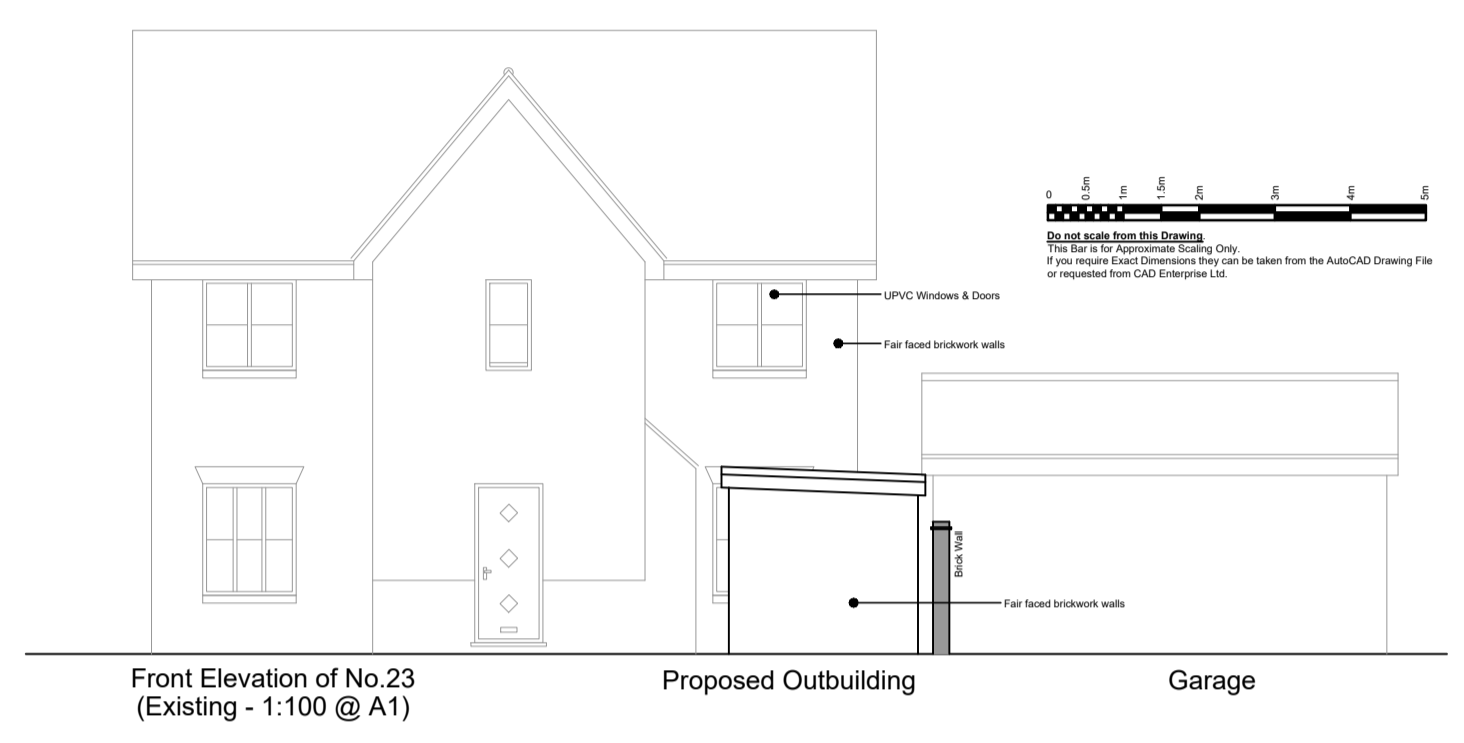 0
0.5m
1m
1.5m
2m
3m
4m
5m
Do not scale from this Drawing.
This Bar is for Approximate Scaling Only.
If you require Exact Dimensions they can be taken from the AutoCAD Drawing File
or requested from CAD Enterprise Ltd.
UPVC Windows & Doors
Fair faced brickwork walls
Brick Wall
Fair faced brickwork walls
Front Elevation of No.23
(Existing - 1:100 @ A1)
Proposed Outbuilding
Garage